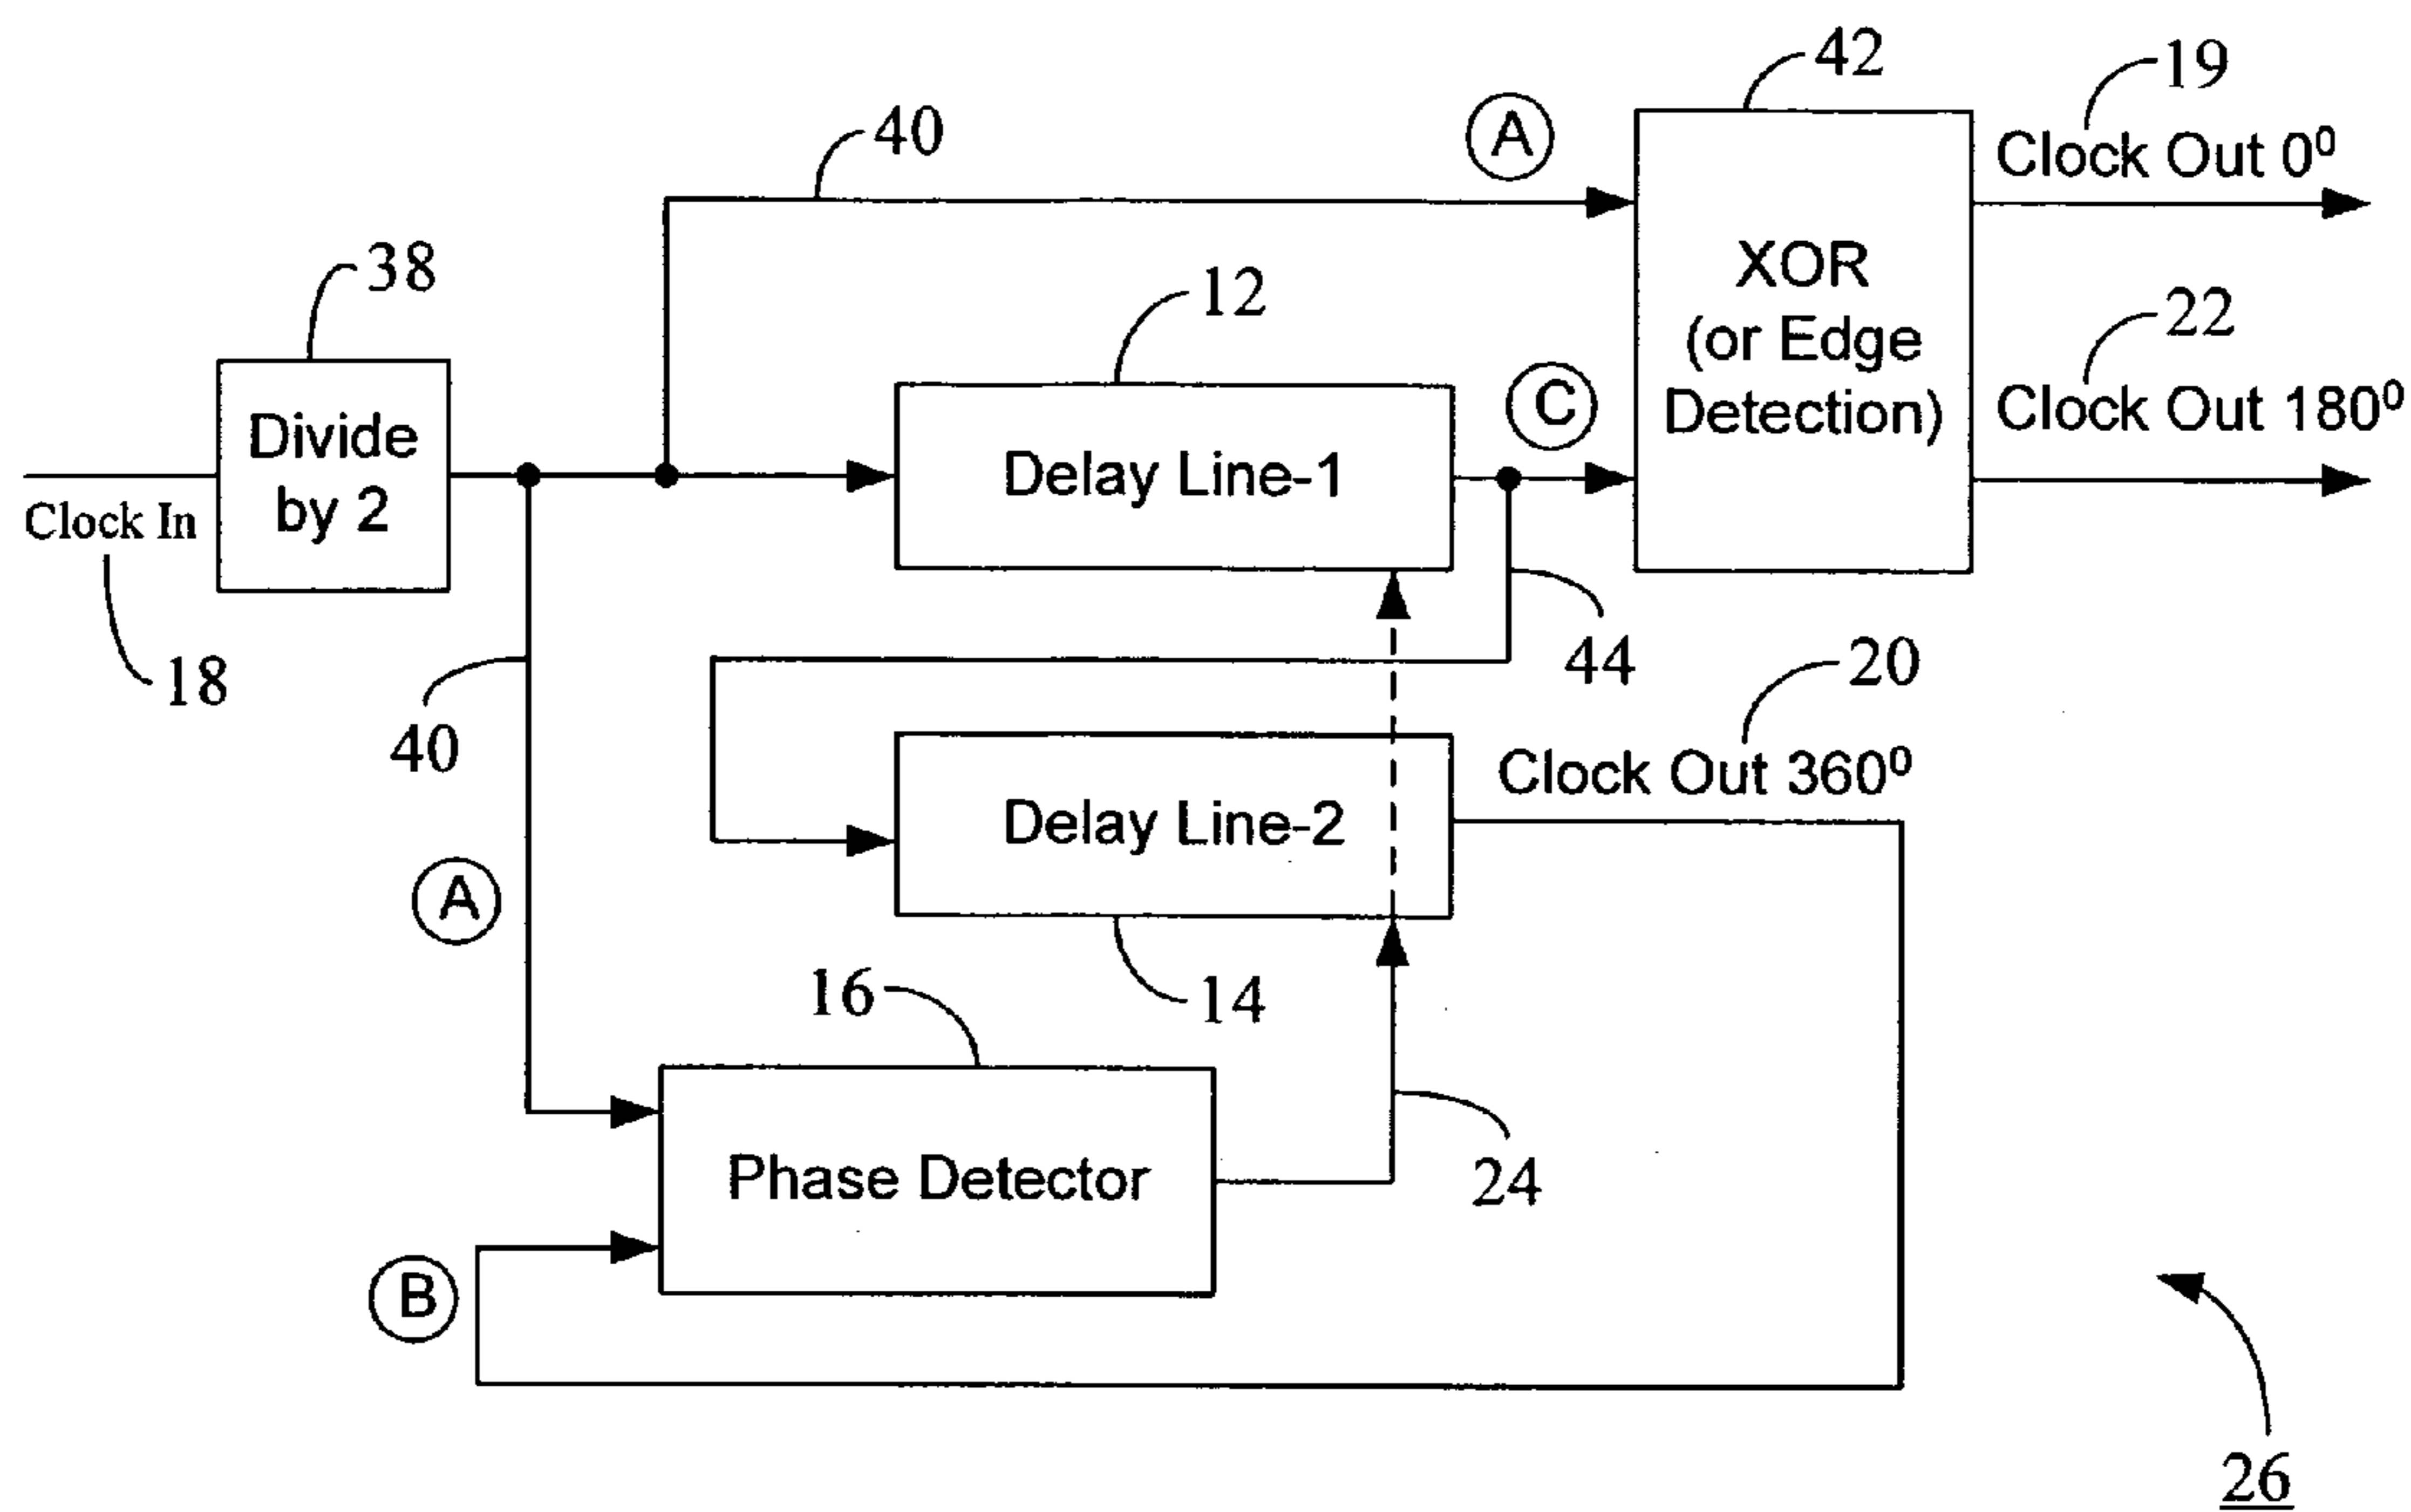 42
19
Clock Out 0⁰
40
A
38
12
XOR
(or Edge
Detection)
22
Clock Out 180⁰
Divide
by 2
Delay Line-1
C
Clock In
18
40
44
20
Clock Out 360⁰
Delay Line-2
A
16
14
Phase Detector
24
B
26